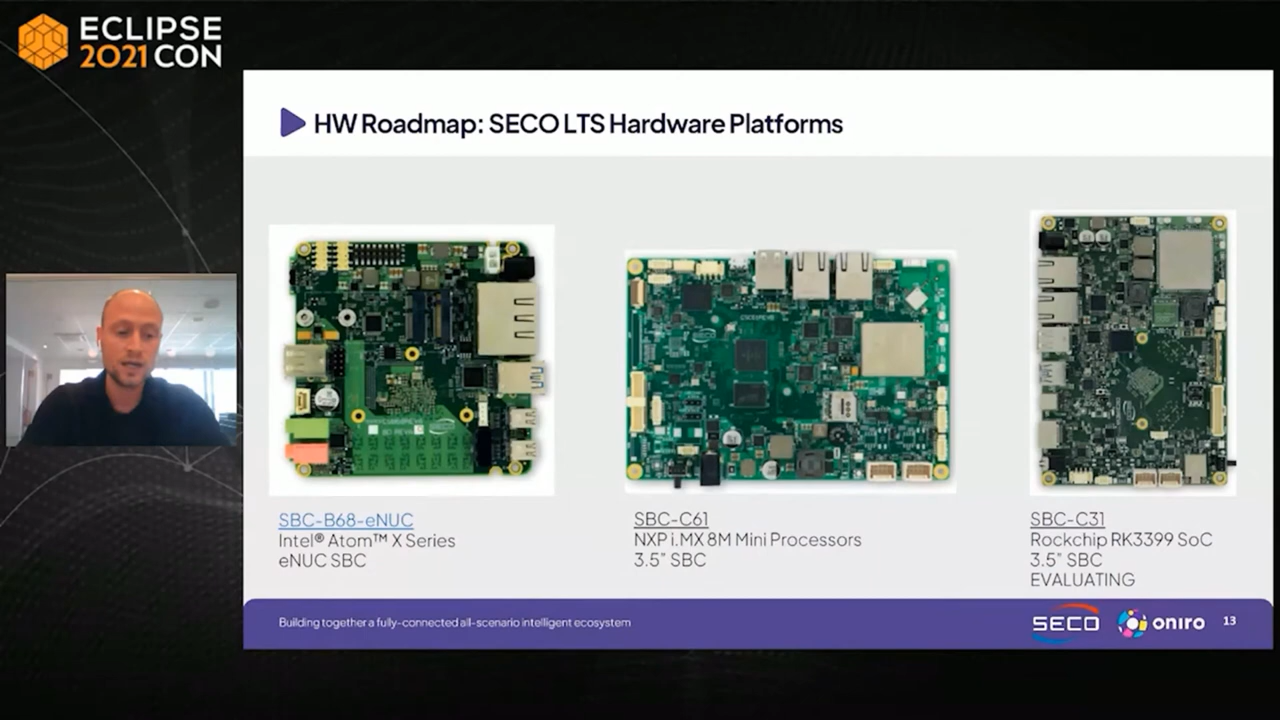 ECLIPSE
2021 CON
HW Roadmap: SECO LTS Hardware Platforms
SBC-B68-eNUC
Intel® Atom™ X Series
eNUC SBC
SBC-C61
NXP i.MX 8M Mini Processors
3.5" SBC
SBC-C31
Rockchip RK3399 SoC
3.5" SBC
EVALUATING
Building together a fully-connected all-scenario intelligent ecosystem
SECO
oniro
13